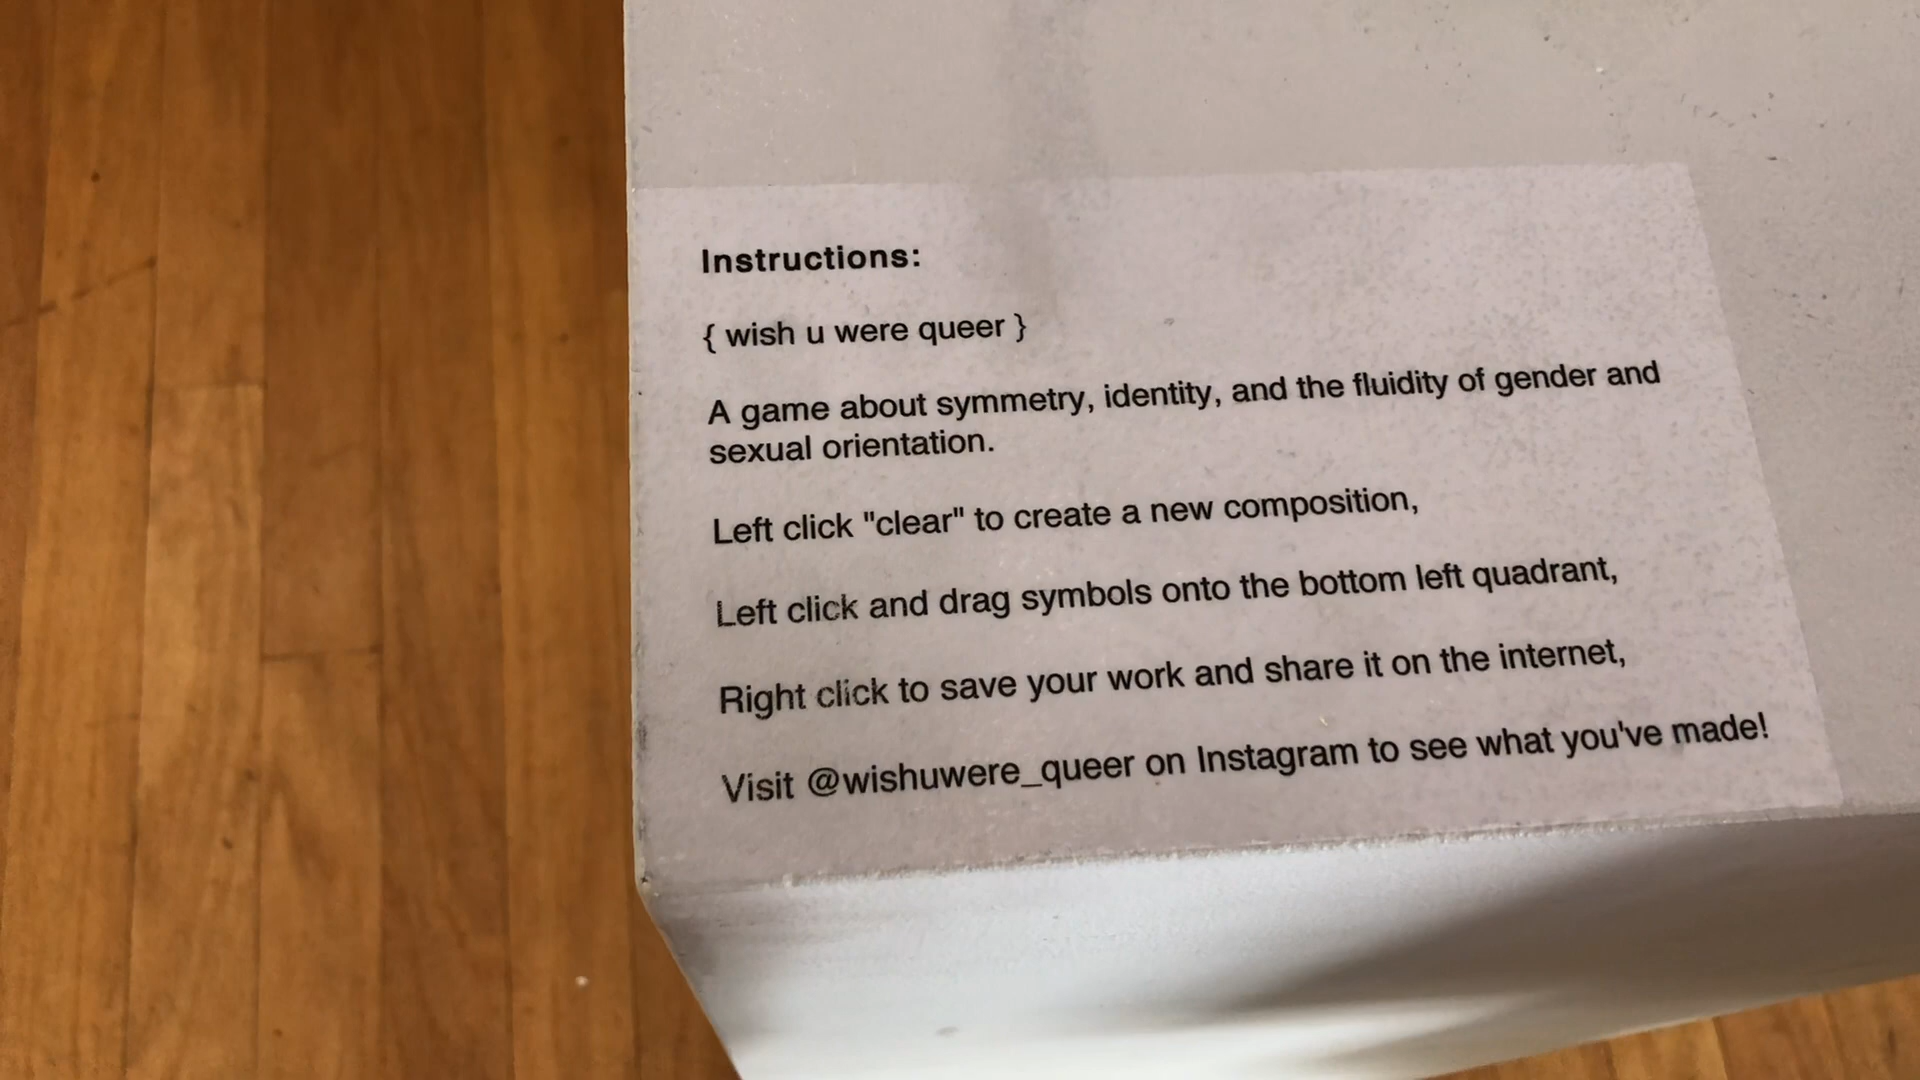 Instructions:
{ wish u were queer }
A game about symmetry, identity, and the fluidity of gender and
sexual orientation.
Left click "clear" to create a new composition,
Left click and drag symbols onto the bottom left quadrant,
Right click to save your work and share it on the internet,
Visit @wishuwere_queer on Instagram to see what you've made!